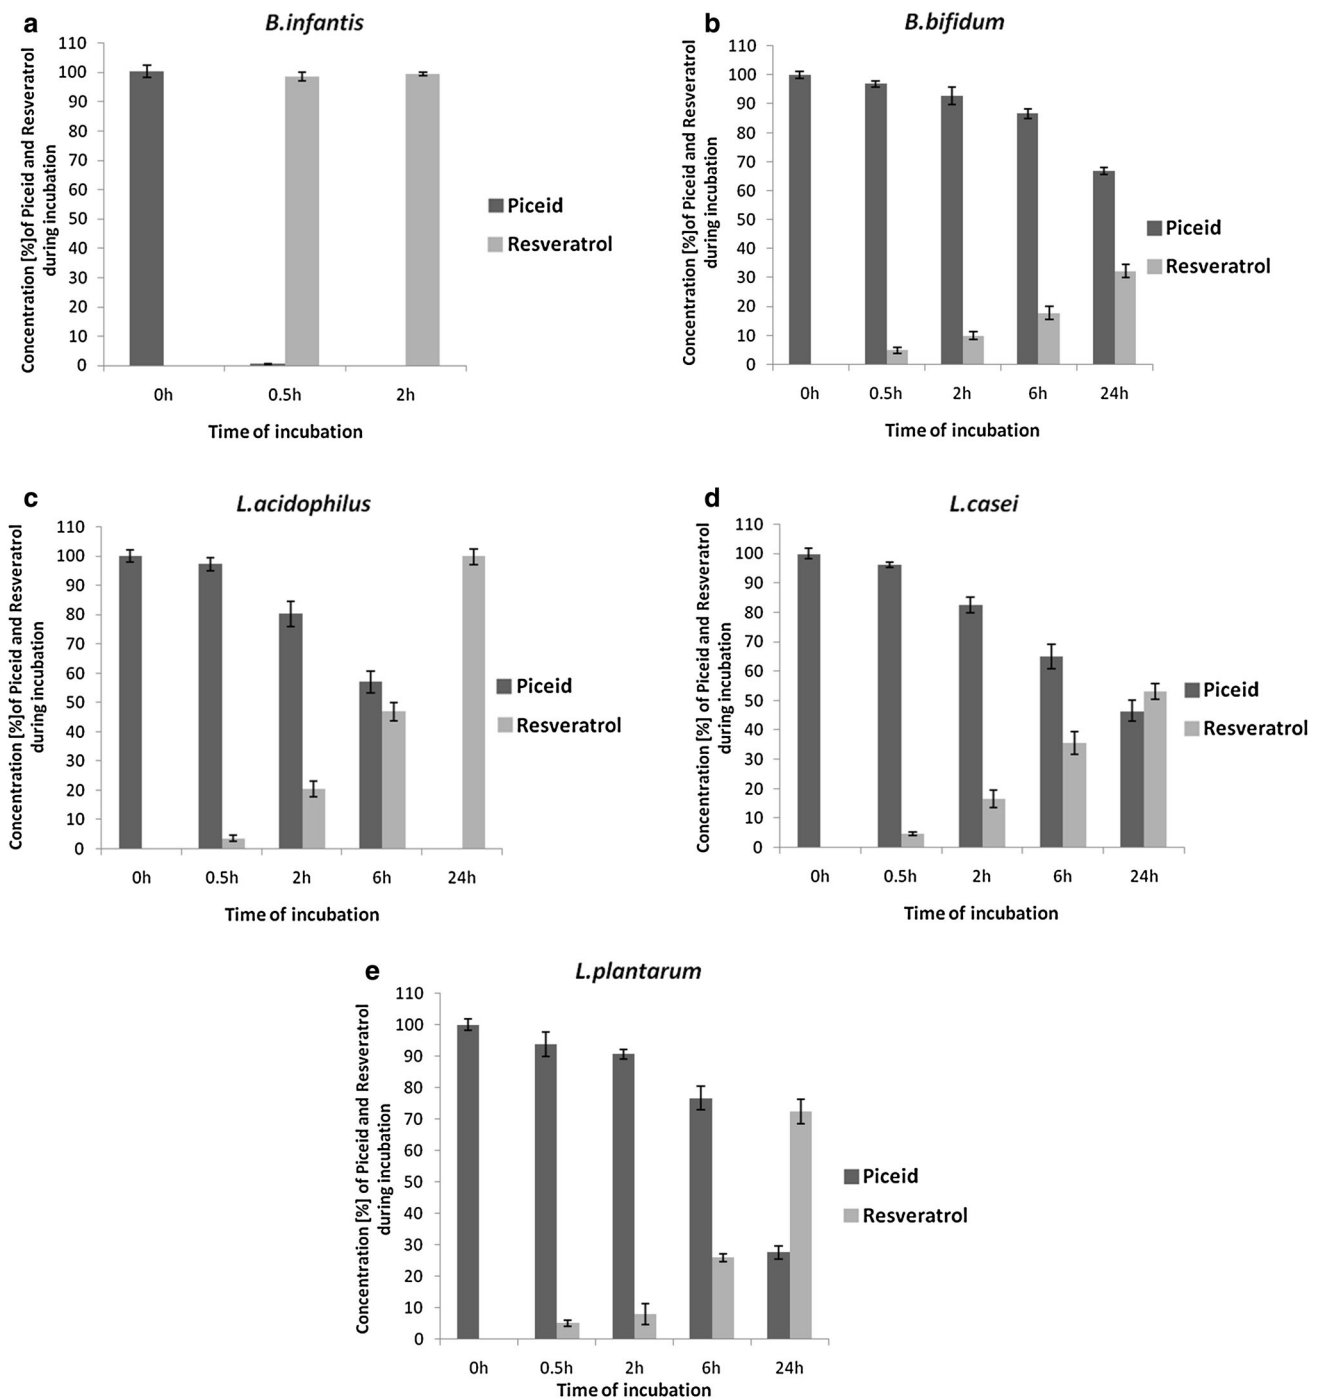 a
B.infantis
Concentration [%]of Piceid and Resveratrol
during incubation
110
100
90
80
70
60
50
40
30
20
10
0
0h 0.5h 2h
Time of incubation
Piceid
Resveratrol
b
B.bifidum
Concentration [%]of Piceid and Resveratrol
during incubation
110
100
90
80
70
60
50
40
30
20
10
0
0h 0.5h 2h 6h 24h
Time of incubation
Piceid
Resveratrol
c
L.acidophilus
Concentration [%]of Piceid and Resveratrol
during incubation
110
100
90
80
70
60
50
40
30
20
10
0
0h 0.5h 2h 6h 24h
Time of incubation
Piceid
Resveratrol
d
L.casei
Concentration [%] of Piceid and Resveratrol
during incubation
110
100
90
80
70
60
50
40
30
20
10
0
0h 0.5h 2h 6h 24h
Time of incubation
Piceid
Resveratrol
e
L.plantarum
Concentration [%] of Piceid and Resveratrol
during incubation
110
100
90
80
70
60
50
40
30
20
10
0
0h 0.5h 2h 6h 24h
Time of incubation
Piceid
Resveratrol